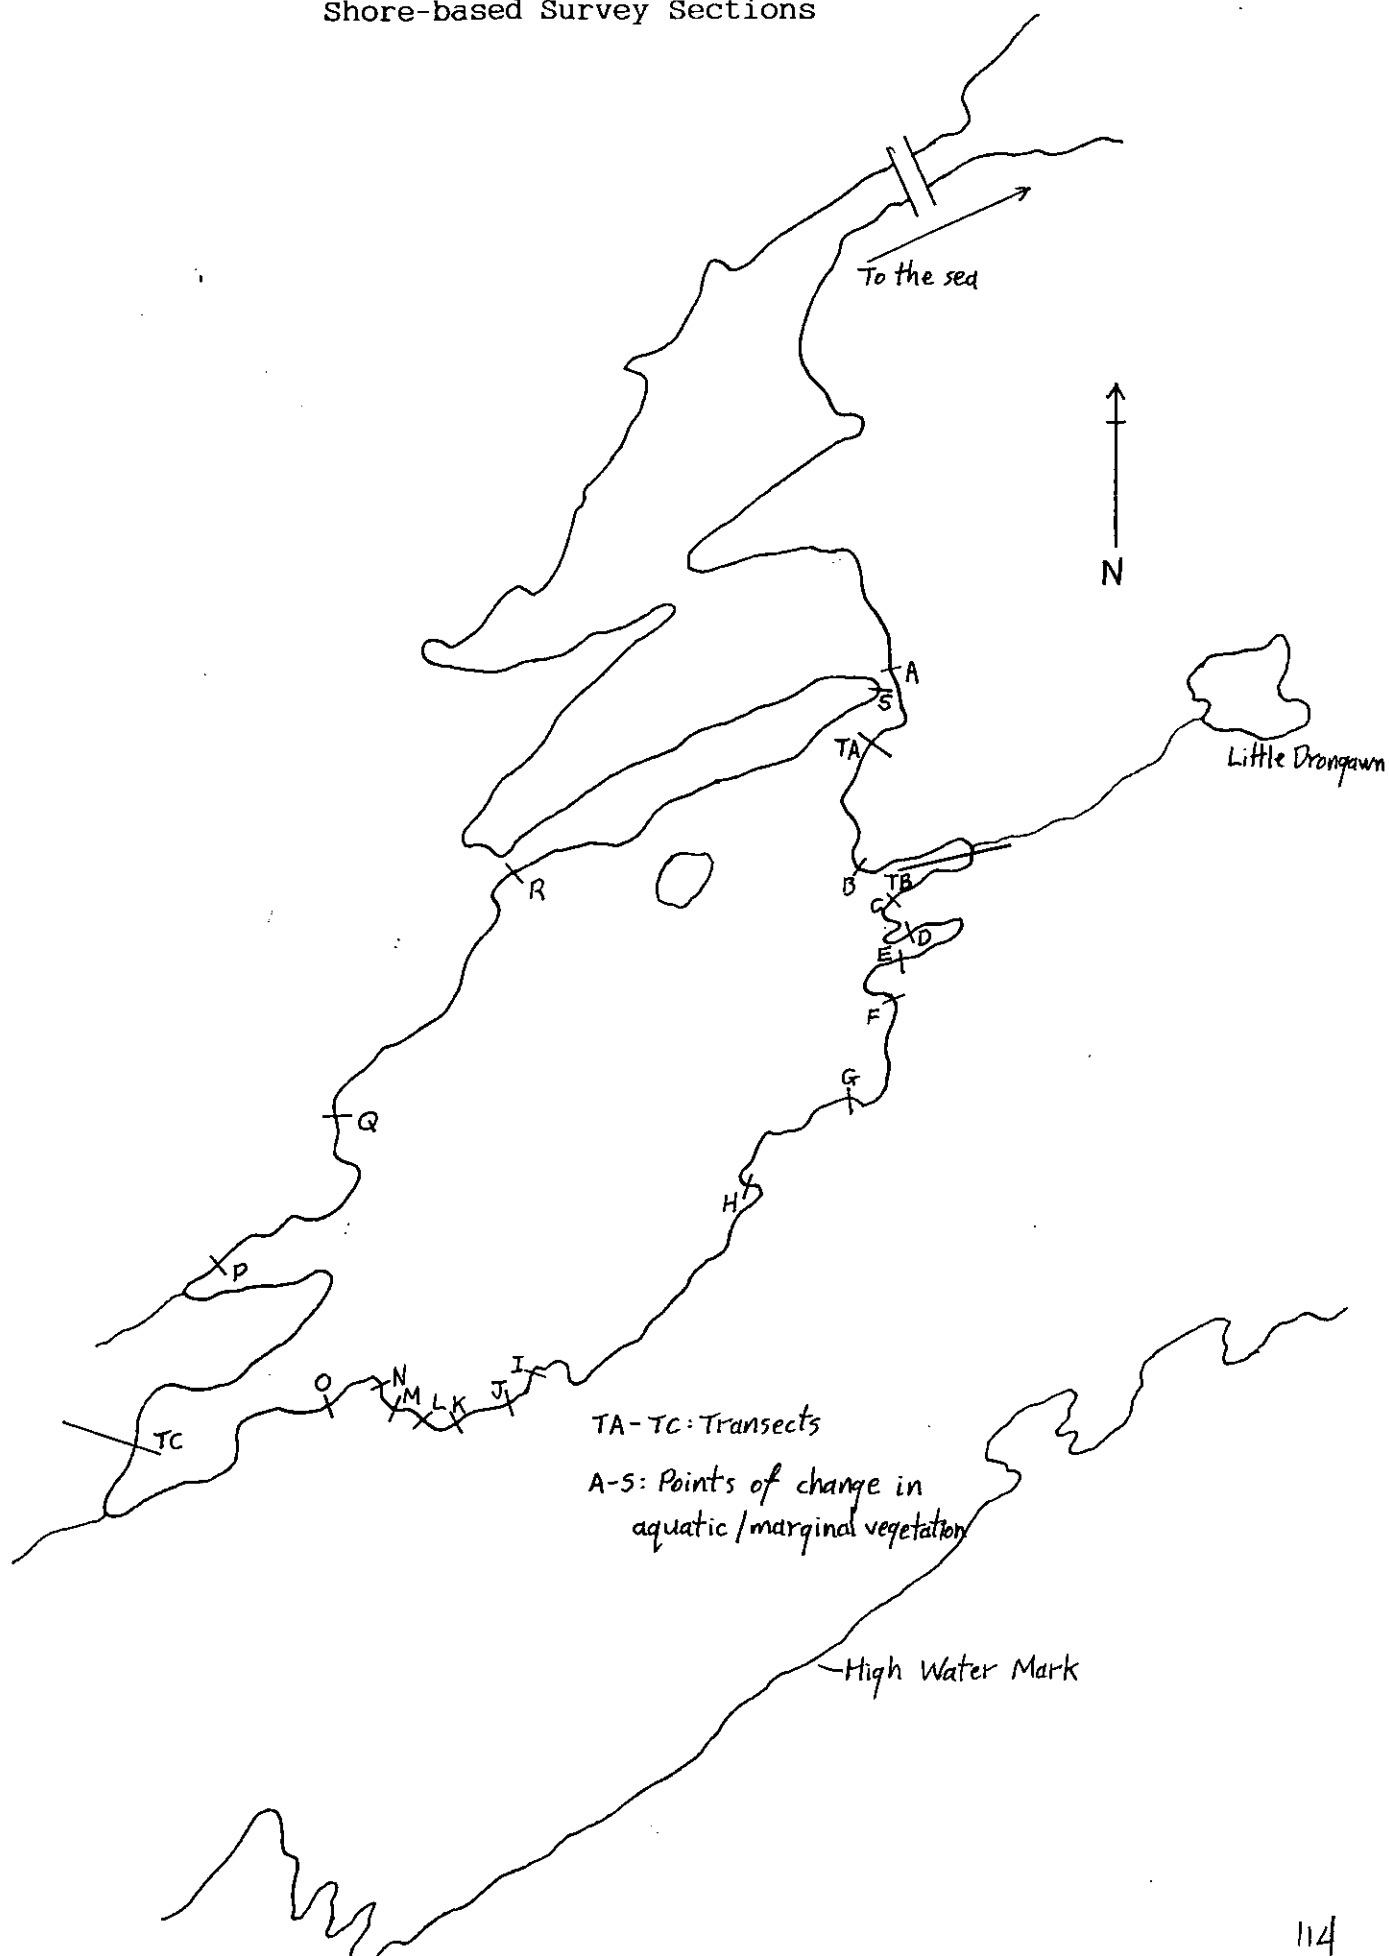 Shore-based Survey Sections
To the sea
N
A
S
TA
Little Drongawn
B
TB
C
R
D
E
F
G
Q
H
P
I
N
O
M
L
K
J
TC
TA-TC: Transects
A-S: Points of change in
aquatic/marginal vegetation
High Water Mark
114